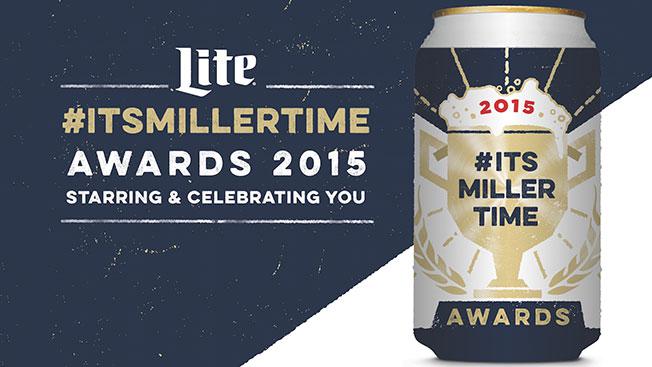 Lite
#ITSMILLERTIME
AWARDS 2015
STARRING & CELEBRATING YOU
2015
#ITS
MILLER
TIME
AWARDS